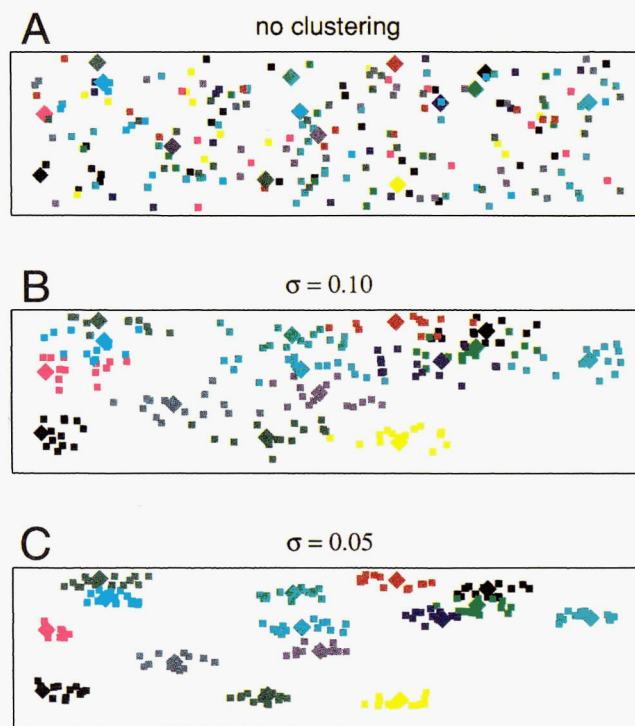 A
no clustering
B
σ = 0.10
C
σ = 0.05